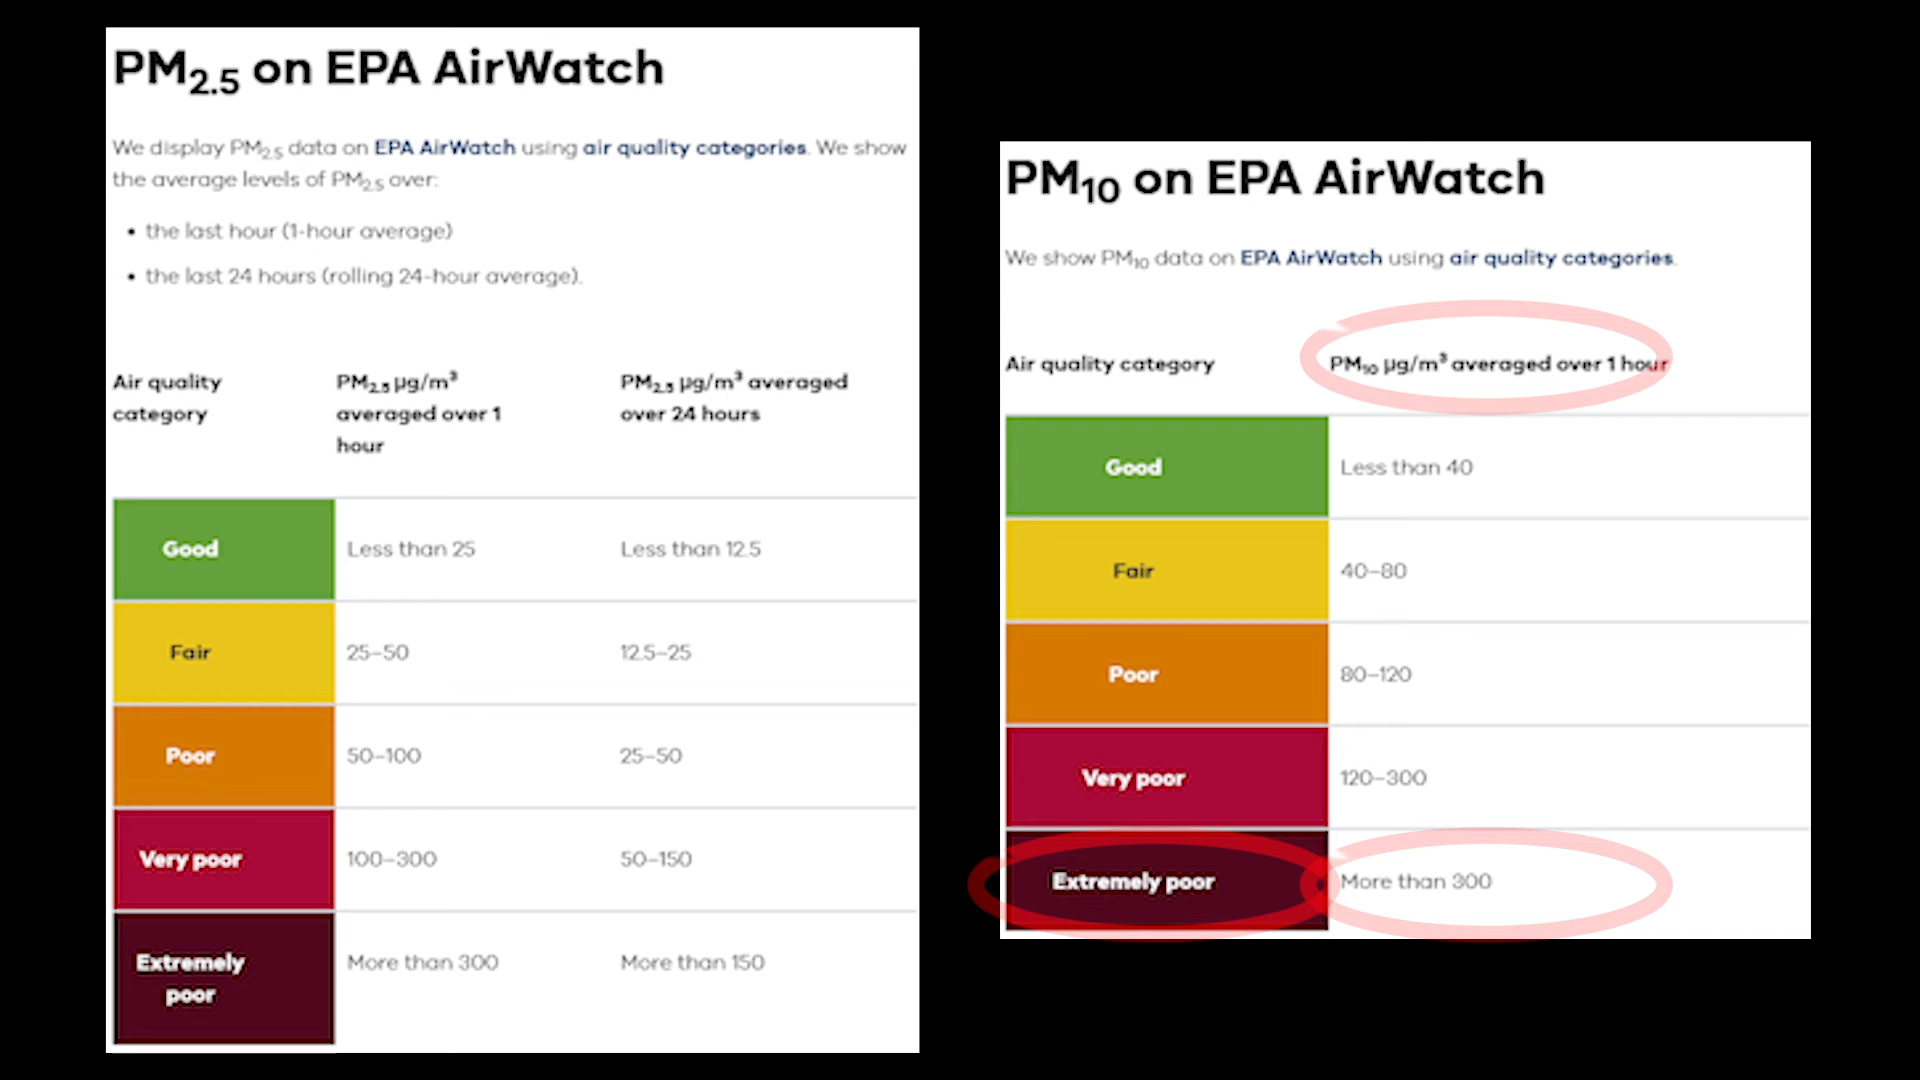 PM2.5 on EPA AirWatch
We display PM2.5 data on EPA AirWatch using air quality categories. We show
the average levels of PM2.5 over:
• the last hour (1-hour average)
• the last 24 hours (rolling 24-hour average).
Air quality category
PM2.5 µg/m³ averaged over 1 hour
PM2.5 µg/m³ averaged over 24 hours
Good Less than 25 Less than 12.5
Fair 25–50 12.5–25
Poor 50–100 25–50
Very poor 100–300 50–150
Extremely poor More than 300 More than 150
PM10 on EPA AirWatch
We show PM10 data on EPA AirWatch using air quality categories.
Air quality category PM10 µg/m³ averaged over 1 hour
Good Less than 40
Fair 40–80
Poor 80–120
Very poor 120–300
Extremely poor More than 300